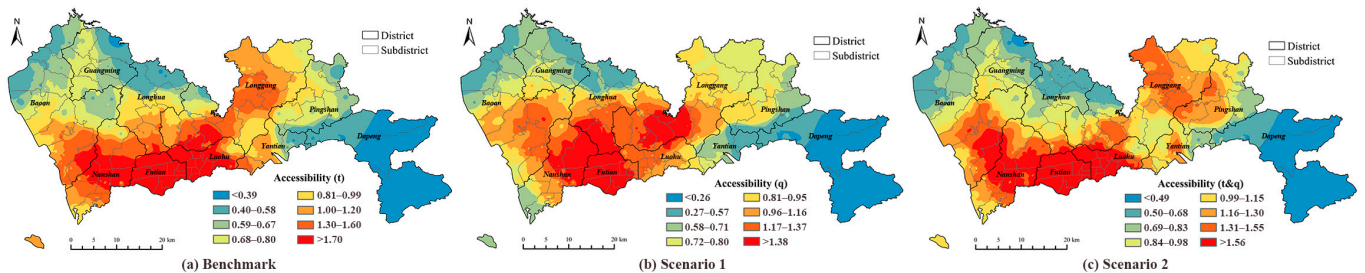 N
District
Subdistrict
Guangming
Baoan
Longhua
Longgang
Pingshan
Dapeng
Yantian
Luohu
Futian
Nanshan
Accessibility (t)
<0.39 0.81–0.99
0.40–0.58 1.00–1.20
0.59–0.67 1.30–1.60
0.68–0.80 >1.70
0 10 20 km
(a) Benchmark
N
District
Subdistrict
Guangming
Baoan
Longhua
Longgang
Pingshan
Dapeng
Yantian
Luohu
Futian
Nanshan
Accessibility (q)
<0.26 0.81–0.95
0.27–0.57 0.96–1.16
0.58–0.71 1.17–1.37
0.72–0.80 >1.38
0 10 20 km
(b) Scenario 1
N
District
Subdistrict
Guangming
Baoan
Longhua
Longgang
Pingshan
Dapeng
Yantian
Luohu
Futian
Nanshan
Accessibility (t&q)
<0.49 0.99–1.15
0.50–0.68 1.16–1.30
0.69–0.83 1.31–1.55
0.84–0.98 >1.56
0 10 20 km
(c) Scenario 2